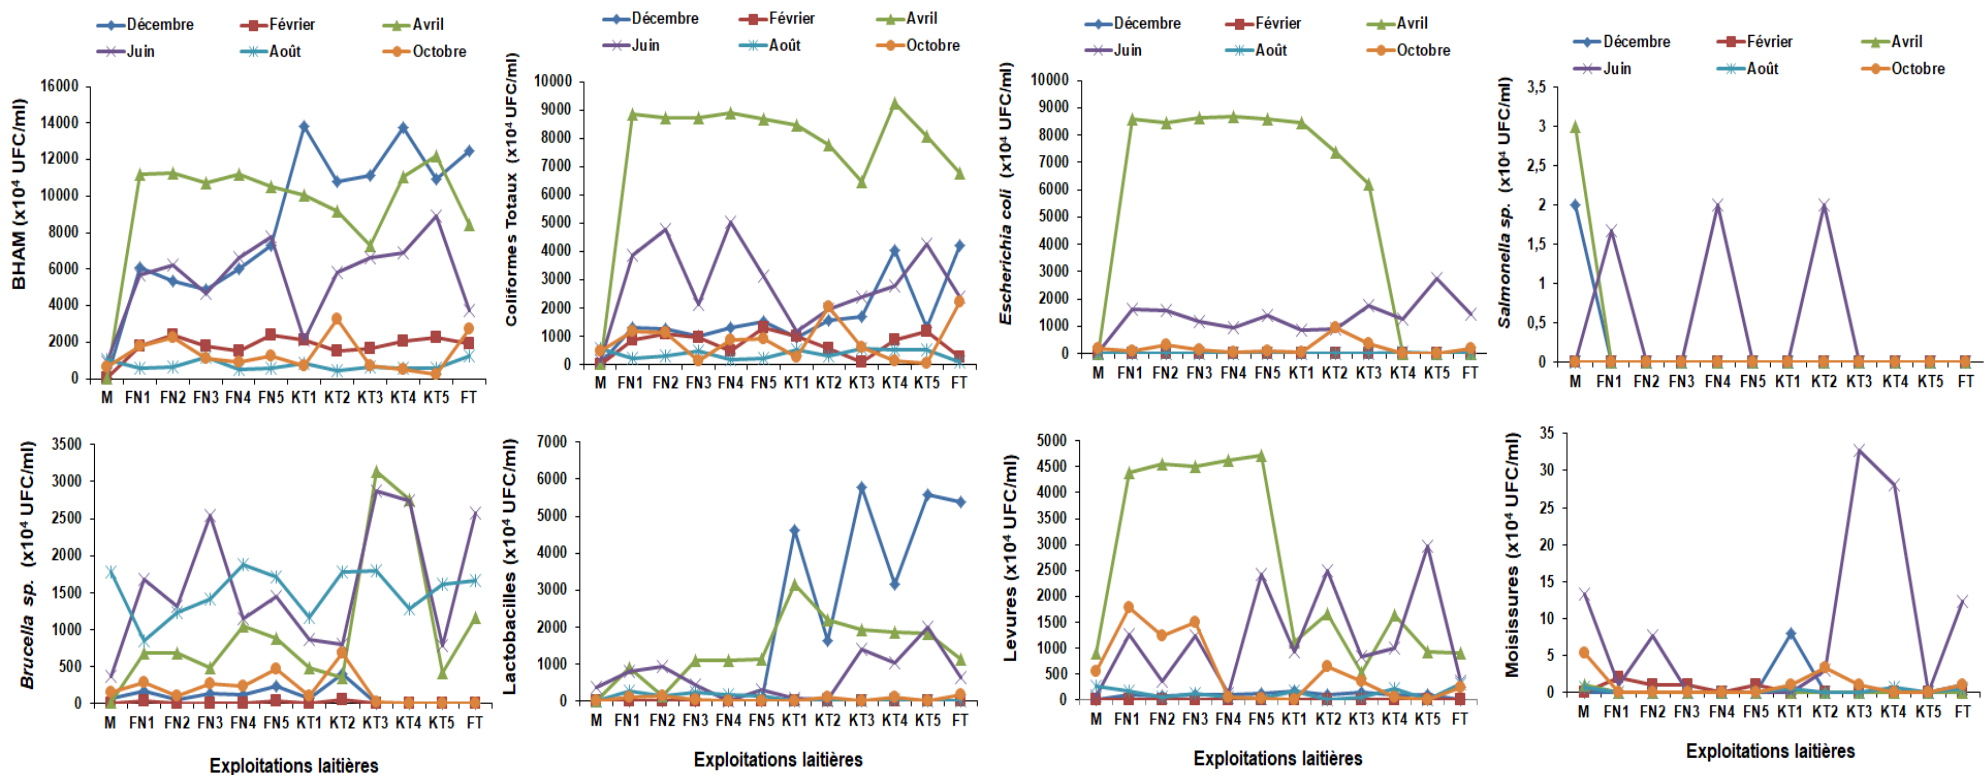 Décembre Février Avril
Juin Août Octobre
BHAM (x10⁴ UFC/ml)
16000
14000
12000
10000
8000
6000
4000
2000
0
M FN1 FN2 FN3 FN4 FN5 KT1 KT2 KT3 KT4 KT5 FT
Décembre Février Avril
Juin Août Octobre
Coliformes Totaux (x10⁴ UFC/ml)
10000
9000
8000
7000
6000
5000
4000
3000
2000
1000
0
M FN1 FN2 FN3 FN4 FN5 KT1 KT2 KT3 KT4 KT5 FT
Décembre Février Avril
Juin Août Octobre
Escherichia coli (x10⁴ UFC/ml)
10000
9000
8000
7000
6000
5000
4000
3000
2000
1000
0
M FN1 FN2 FN3 FN4 FN5 KT1 KT2 KT3 KT4 KT5 FT
Décembre Février Avril
Juin Août Octobre
Salmonella sp. (x10⁴ UFC/ml)
3,5
3
2,5
2
1,5
1
0,5
0
M FN1 FN2 FN3 FN4 FN5 KT1 KT2 KT3 KT4 KT5 FT
Brucella sp. (x10⁴ UFC/ml)
3500
3000
2500
2000
1500
1000
500
0
M FN1 FN2 FN3 FN4 FN5 KT1 KT2 KT3 KT4 KT5 FT
Exploitations laitières
Lactobacilles (x10⁴ UFC/ml)
7000
6000
5000
4000
3000
2000
1000
0
M FN1 FN2 FN3 FN4 FN5 KT1 KT2 KT3 KT4 KT5 FT
Exploitations laitières
Levures (x10⁴ UFC/ml)
5000
4500
4000
3500
3000
2500
2000
1500
1000
500
0
M FN1 FN2 FN3 FN4 FN5 KT1 KT2 KT3 KT4 KT5 FT
Exploitations laitières
Moisissures (x10⁴ UFC/ml)
35
30
25
20
15
10
5
0
M FN1 FN2 FN3 FN4 FN5 KT1 KT2 KT3 KT4 KT5 FT
Exploitations laitières